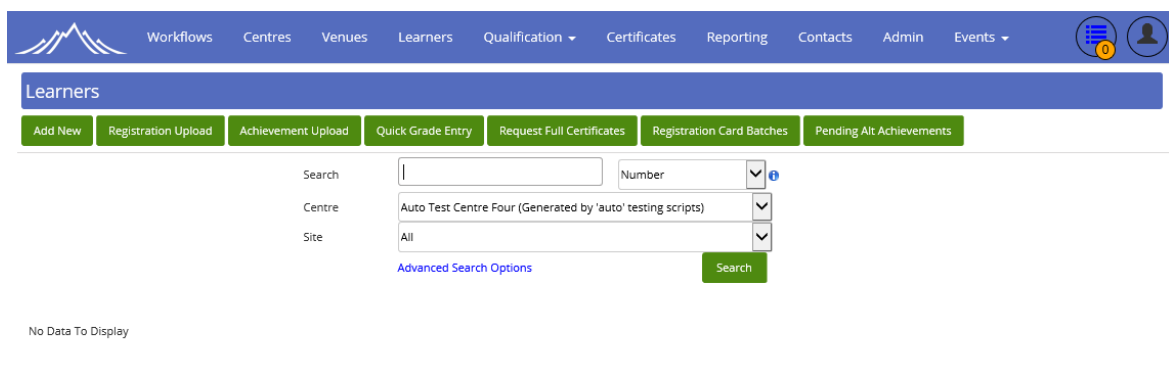 Workflows Centres Venues Learners Qualification Certificates Reporting Contacts Admin Events 0
Learners
Add New Registration Upload Achievement Upload Quick Grade Entry Request Full Certificates Registration Card Batches Pending Alt Achievements
Search Number
Centre Auto Test Centre Four (Generated by 'auto' testing scripts)
Site All
Advanced Search Options Search
No Data To Display